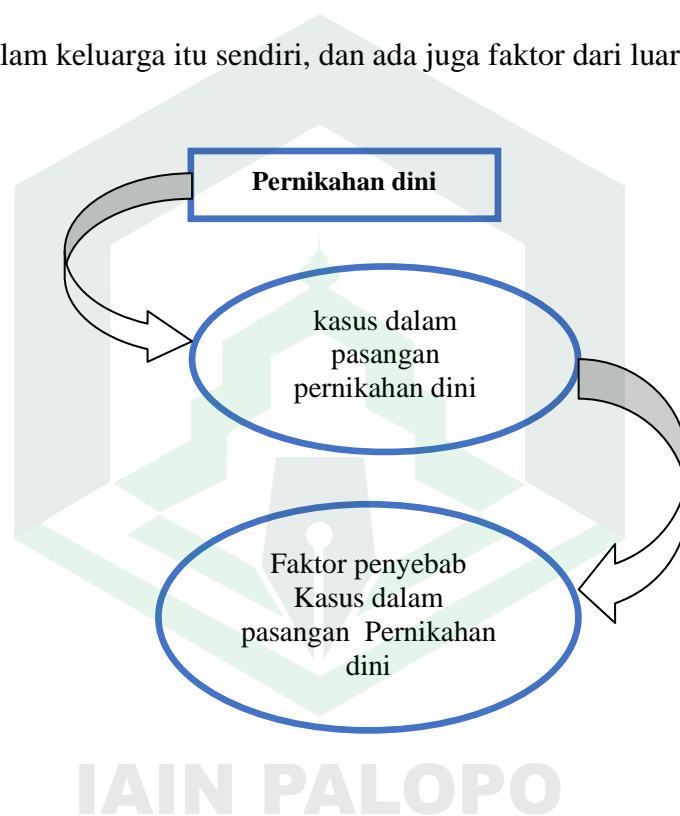 lam keluarga itu sendiri, dan ada juga faktor dari luar
Pernikahan dini
kasus dalam
pasangan
pernikahan dini
Faktor penyebab
Kasus dalam
pasangan Pernikahan
dini
IAIN PALOPO